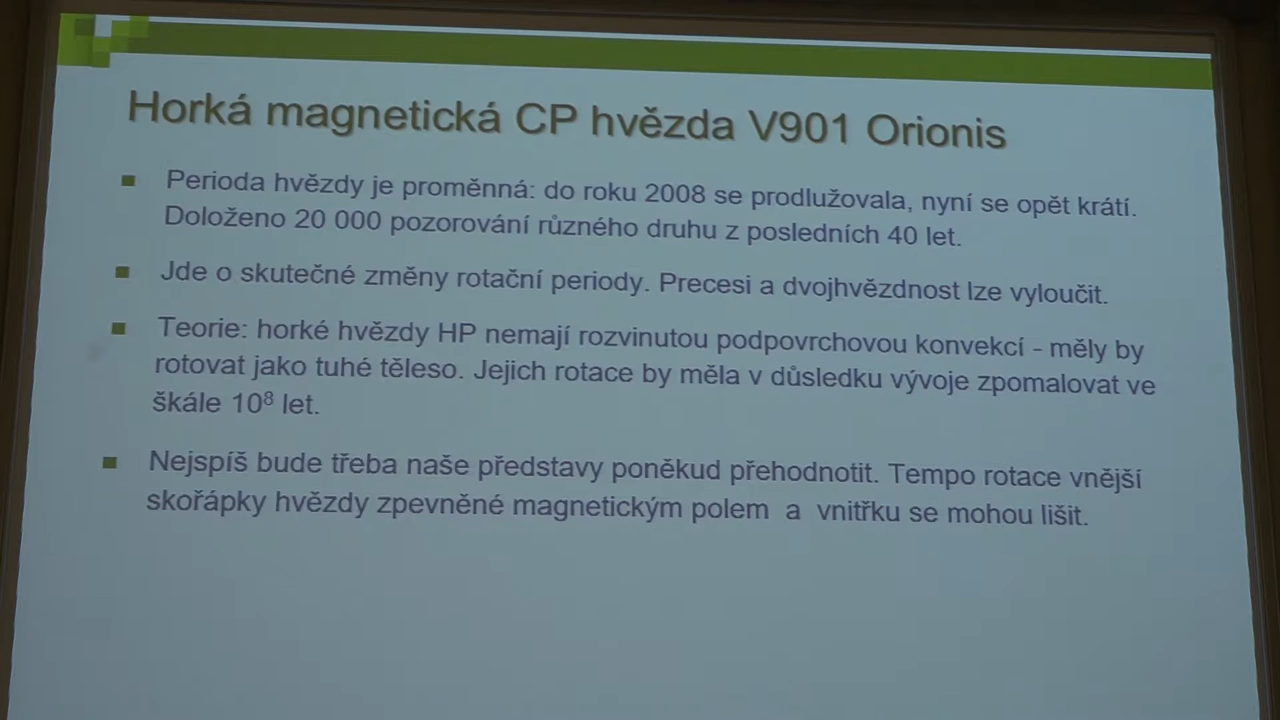 Horká magnetická CP hvězda V901 Orionis
Perioda hvězdy je proměnná: do roku 2008 se prodlužovala, nyní se opět krátí.
Doloženo 20 000 pozorování různého druhu z posledních 40 let.
Jde o skutečné změny rotační periody. Precesi a dvojhvězdnost lze vyloučit.
Teorie: horké hvězdy HP nemají rozvinutou podpovrchovou konvekcí - měly by
rotovat jako tuhé těleso. Jejich rotace by měla v důsledku vývoje zpomalovat ve
škále 10⁸ let.
Nejspíš bude třeba naše představy poněkud přehodnotit. Tempo rotace vnější
skořápky hvězdy zpevněné magnetickým polem a vnitřku se mohou lišit.